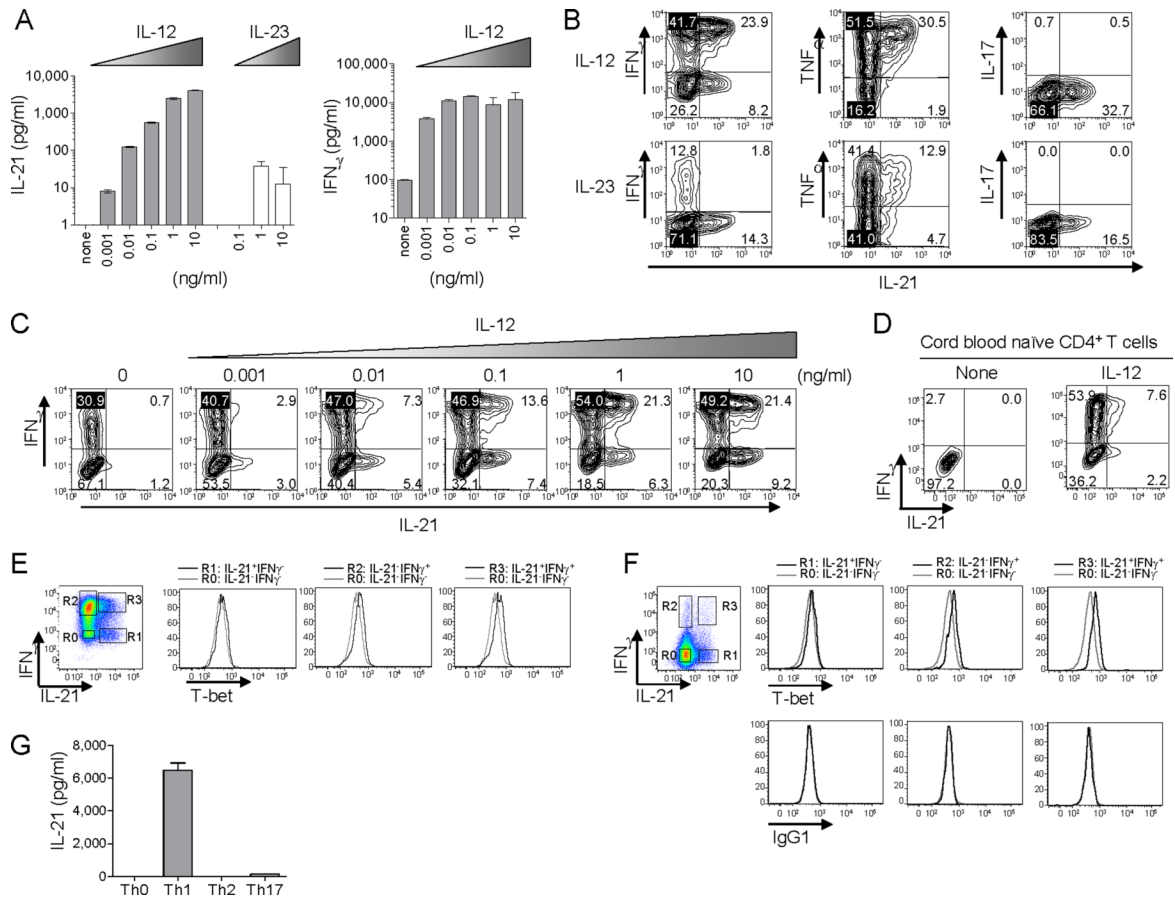 A
IL-12
IL-23
IL-12
IL-21 (pg/ml)
10,000
1,000
100
10
1
none
0.001
0.01
0.1
1
10
0.1
1
10
(ng/ml)
IFNγ (pg/ml)
100,000
10,000
1,000
100
10
none
0.001
0.01
0.1
1
10
(ng/ml)
B
IL-12
IFNγ
41.7 23.9
26.2 8.2
TNFα
51.5 30.5
16.2 1.9
IL-17
0.7 0.5
66.1 32.7
IL-23
IFNγ
12.8 1.8
71.1 14.3
TNFα
41.4 12.9
41.0 4.7
IL-17
0.0 0.0
83.5 16.5
IL-21
C
IL-12
0 0.001 0.01 0.1 1 10 (ng/ml)
IFNγ
30.9 0.7
67.1 1.2
40.7 2.9
53.5 3.0
47.0 7.3
40.4 5.4
46.9 13.6
32.1 7.4
54.0 21.3
18.5 6.3
49.2 21.4
20.3 9.2
IL-21
D
Cord blood naïve CD4+ T cells
None IL-12
IFNγ
2.7 0.0
97.2 0.0
53.9 7.6
36.2 2.2
IL-21
E
R2 R3
R0 R1
IFNγ
IL-21
R1: IL-21+IFNγ-
R0: IL-21-IFNγ-
R2: IL-21-IFNγ+
R0: IL-21-IFNγ-
R3: IL-21+IFNγ+
R0: IL-21-IFNγ-
T-bet
F
R2 R3
R0 R1
IFNγ
IL-21
R1: IL-21+IFNγ-
R0: IL-21-IFNγ-
R2: IL-21-IFNγ+
R0: IL-21-IFNγ-
R3: IL-21+IFNγ+
R0: IL-21-IFNγ-
T-bet
IgG1
G
IL-21 (pg/ml)
8,000
6,000
4,000
2,000
0
Th0 Th1 Th2 Th17